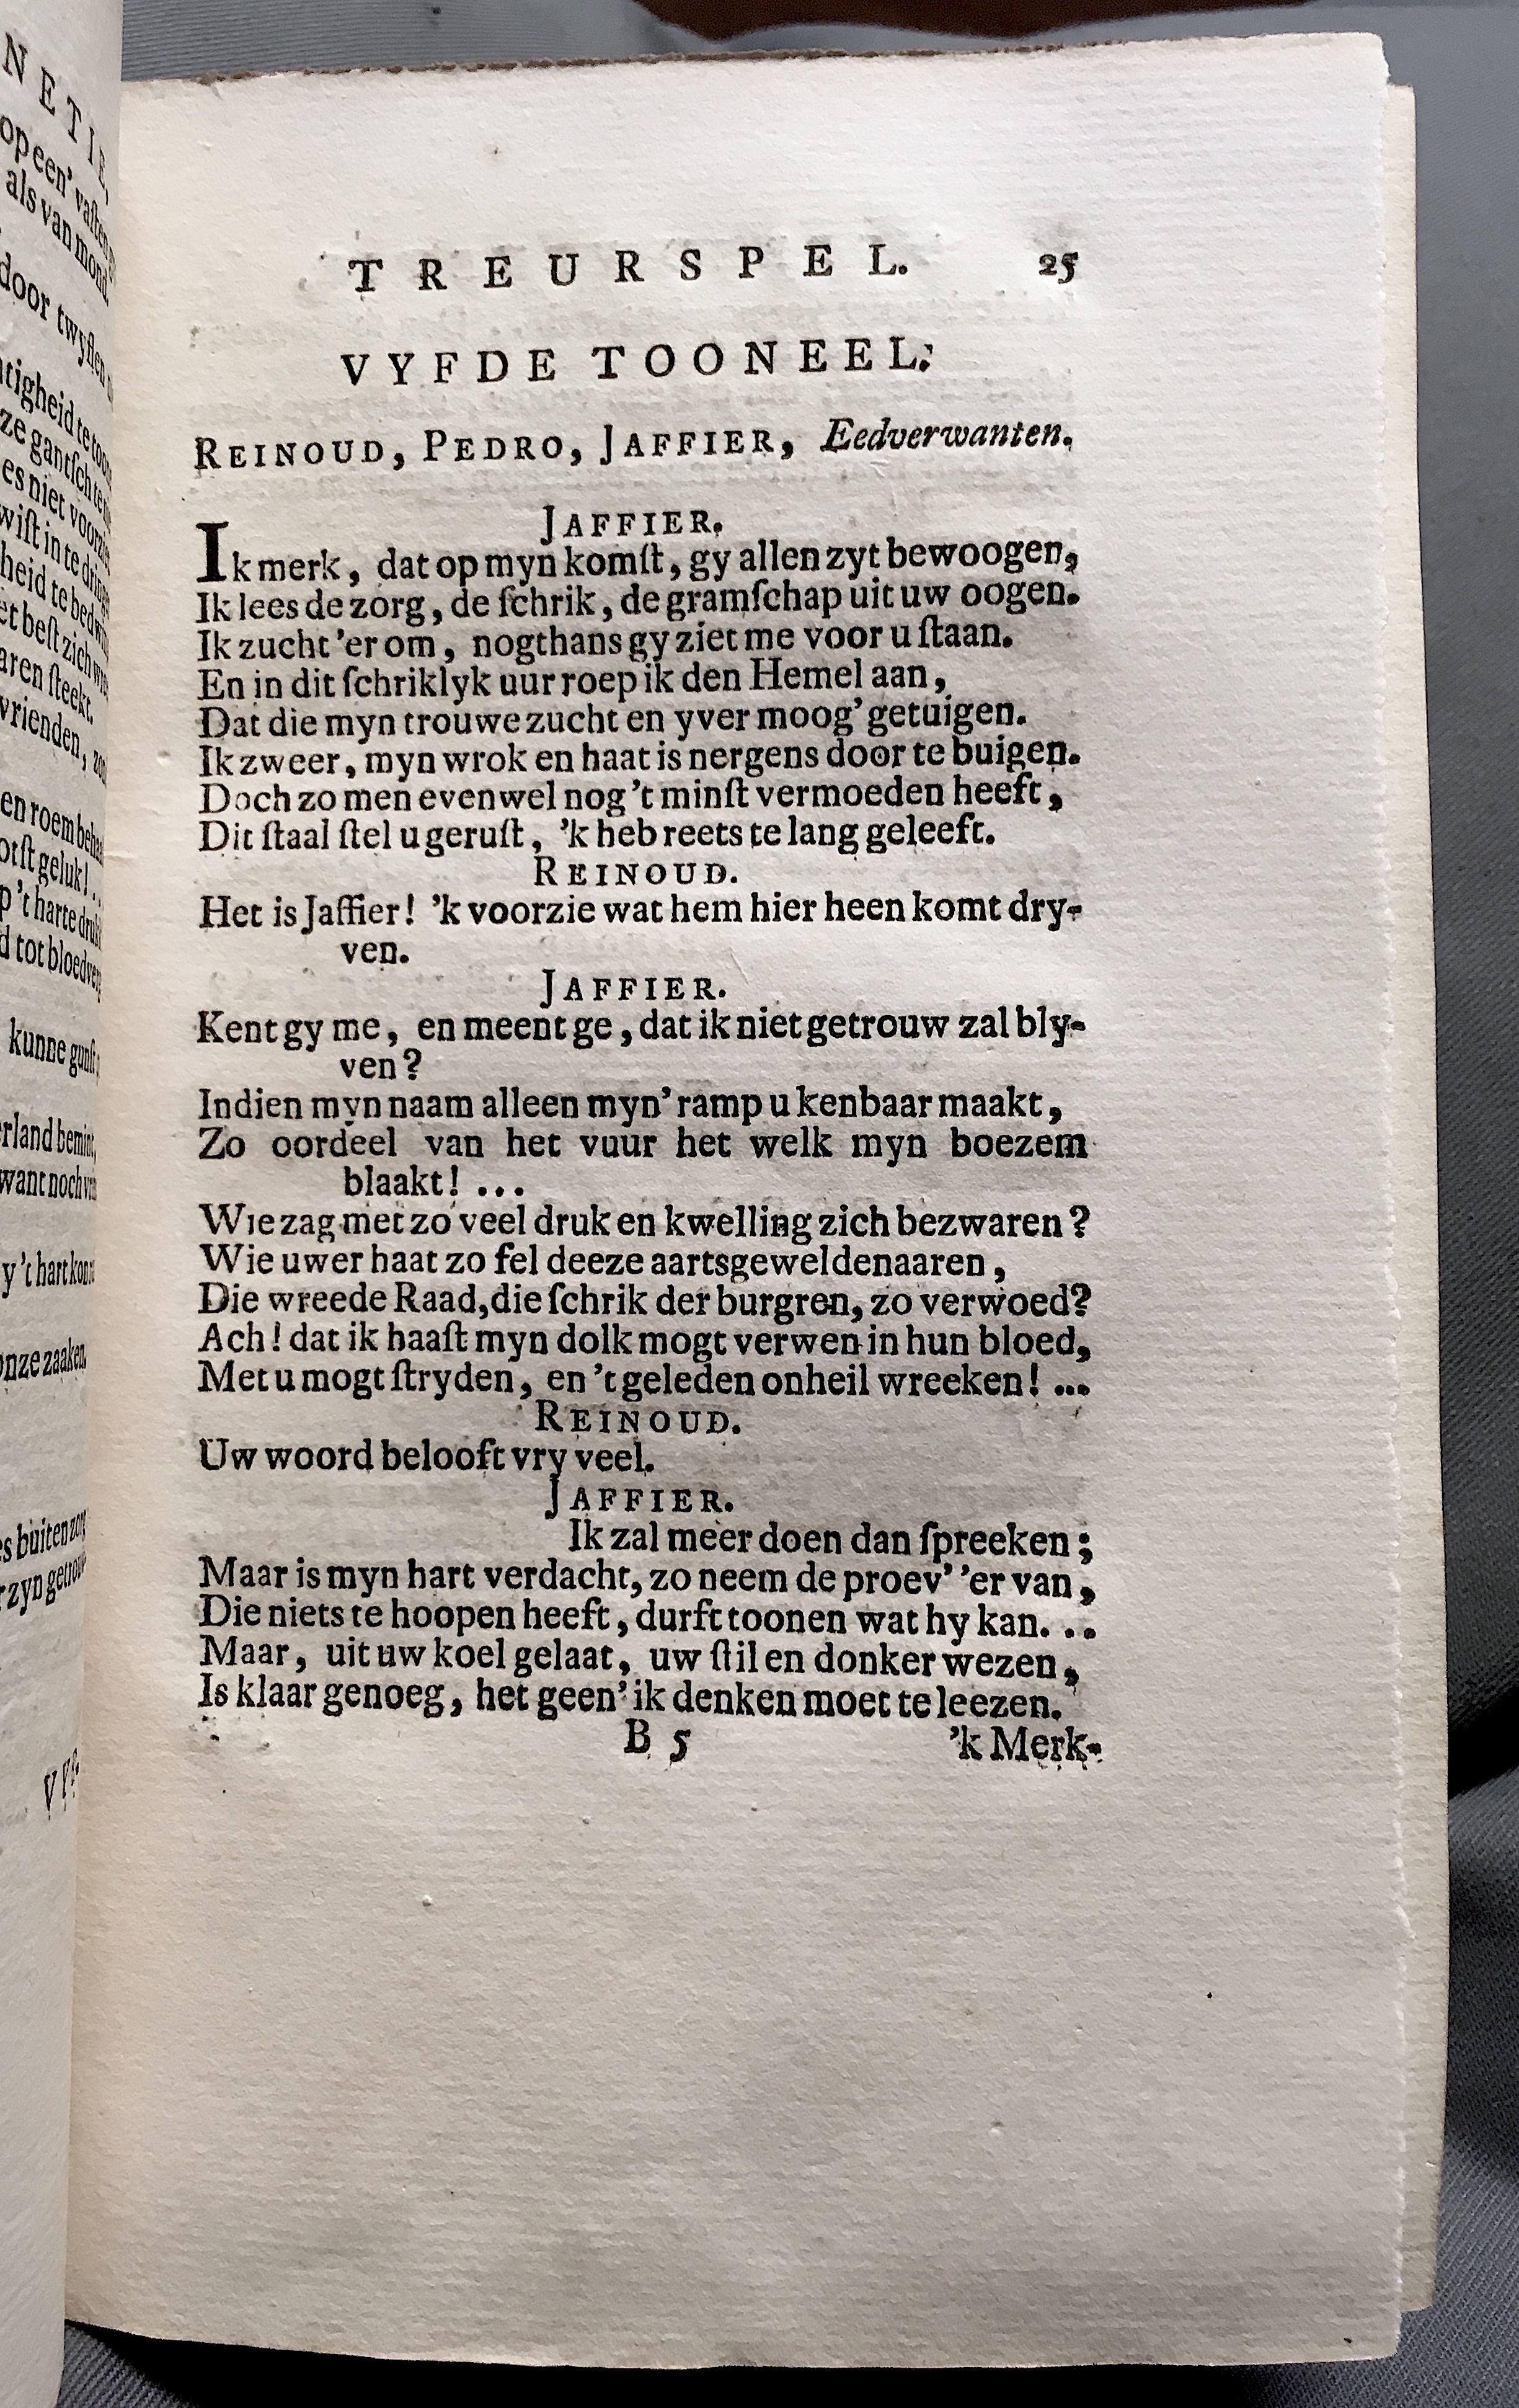 TREURSPEL. 25
VYFDE TOONEEL.
REINOUD, PEDRO, JAFFIER, Eedverwanten.
JAFFIER.
Ik merk, dat op myn komſt, gy allen zyt bewoogen,
Ik lees de zorg, de ſchrik, de gramſchap uit uw oogen.
Ik zucht 'er om, nogthans gy ziet me voor u ſtaan.
En in dit ſchriklyk uur roep ik den Hemel aan,
Dat die myn trouwe zucht en yver moog' getuigen.
Ik zweer, myn wrok en haat is nergens door te buigen.
Doch zo men evenwel nog 't minſt vermoeden heeft,
Dit ſtaal ſtel u geruſt, 'k heb reets te lang geleeft.
REINOUD.
Het is Jaffier! 'k voorzie wat hem hier heen komt dry-
ven.
JAFFIER.
Kent gy me, en meent ge, dat ik niet getrouw zal bly-
ven?
Indien myn naam alleen myn' ramp u kenbaar maakt,
Zo oordeel van het vuur het welk myn boezem
blaakt! ...
Wie zag met zo veel druk en kwelling zich bezwaren?
Wie uwer haat zo fel deeze aartsgeweldenaaren,
Die wreede Raad, die ſchrik der burgren, zo verwoed?
Ach! dat ik haaſt myn dolk mogt verwen in hun bloed,
Met u mogt ſtryden, en 't geleden onheil wreeken! ...
REINOUD.
Uw woord belooft vry veel.
JAFFIER.
Ik zal meer doen dan ſpreeken;
Maar is myn hart verdacht, zo neem de proev' 'er van,
Die niets te hoopen heeft, durft toonen wat hy kan. ..
Maar, uit uw koel gelaat, uw ſtil en donker wezen,
Is klaar genoeg, het geen' ik denken moet te leezen.
B 5 'k Merk-